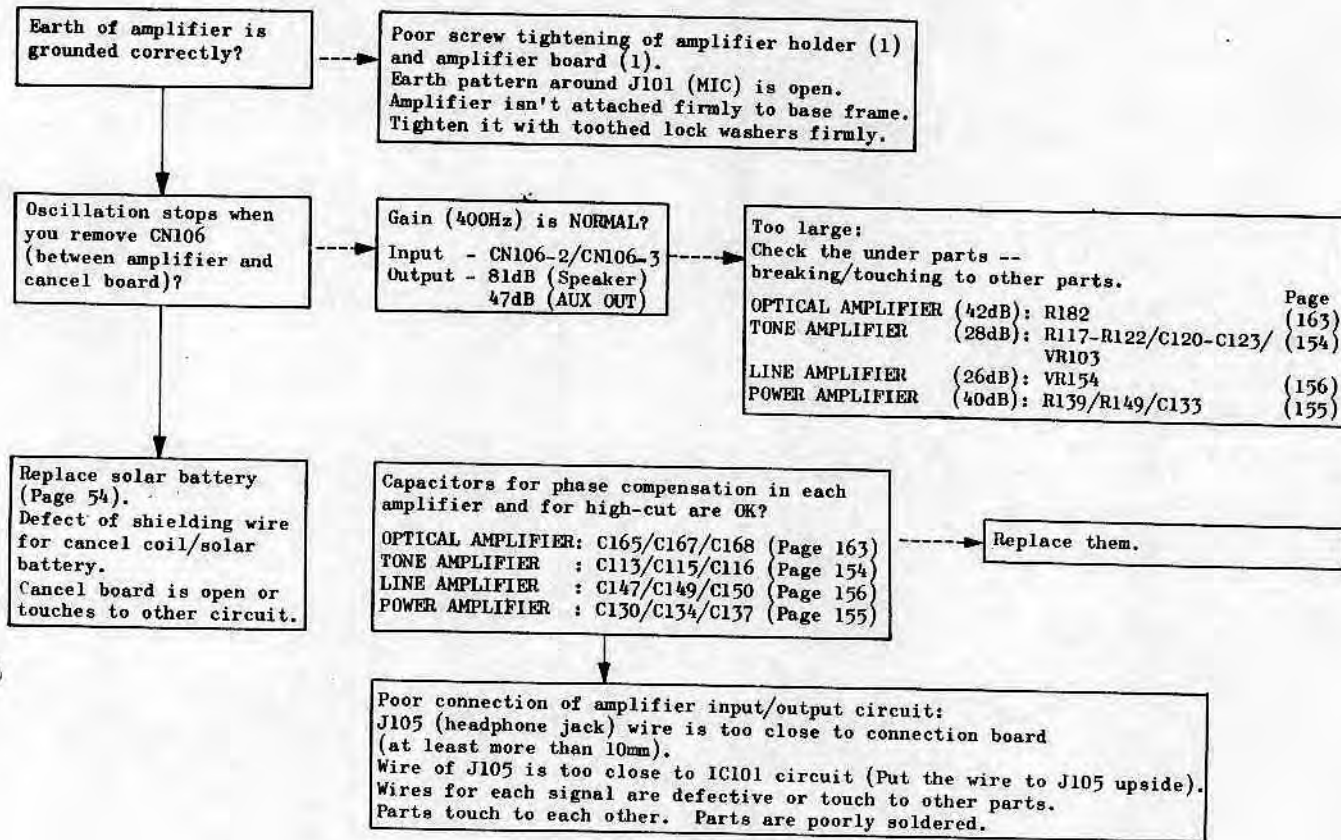 Earth of amplifier is
grounded correctly?
Poor screw tightening of amplifier holder (1)
and amplifier board (1).
Earth pattern around J101 (MIC) is open.
Amplifier isn't attached firmly to base frame.
Tighten it with toothed lock washers firmly.
Oscillation stops when
you remove CN106
(between amplifier and
cancel board)?
Gain (400Hz) is NORMAL?
Input - CN106-2/CN106-3
Output - 81dB (Speaker)
47dB (AUX OUT)
Too large:
Check the under parts --
breaking/touching to other parts.
Page
OPTICAL AMPLIFIER (42dB): R182 (163)
TONE AMPLIFIER (28dB): R117-R122/C120-C123/ (154)
VR103
LINE AMPLIFIER (26dB): VR154 (156)
POWER AMPLIFIER (40dB): R139/R149/C133 (155)
Replace solar battery
(Page 54).
Defect of shielding wire
for cancel coil/solar
battery.
Cancel board is open or
touches to other circuit.
Capacitors for phase compensation in each
amplifier and for high-cut are OK?
OPTICAL AMPLIFIER: C165/C167/C168 (Page 163)
TONE AMPLIFIER : C113/C115/C116 (Page 154)
LINE AMPLIFIER : C147/C149/C150 (Page 156)
POWER AMPLIFIER : C130/C134/C137 (Page 155)
Replace them.
Poor connection of amplifier input/output circuit:
J105 (headphone jack) wire is too close to connection board
(at least more than 10mm).
Wire of J105 is too close to IC101 circuit (Put the wire to J105 upside).
Wires for each signal are defective or touch to other parts.
Parts touch to each other. Parts are poorly soldered.